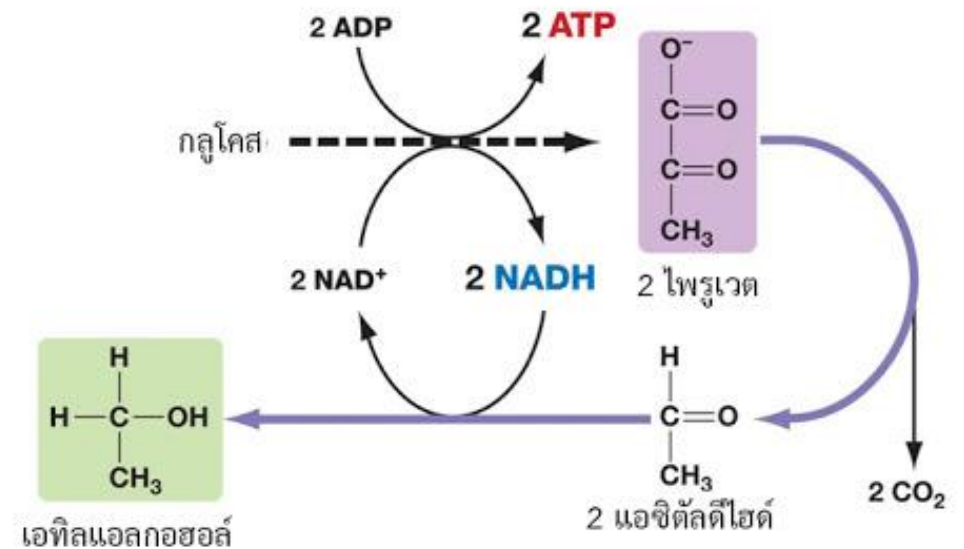 2 ADP
2 ATP
กลูโคส
O⁻
C=O
C=O
CH₃
2 ไพรูเวต
2 NAD⁺
2 NADH
H
H—C—OH
CH₃
เอทิลแอลกอฮอล์
H
C=O
CH₃
2 แอซิตัลดีไฮด์
2 CO₂